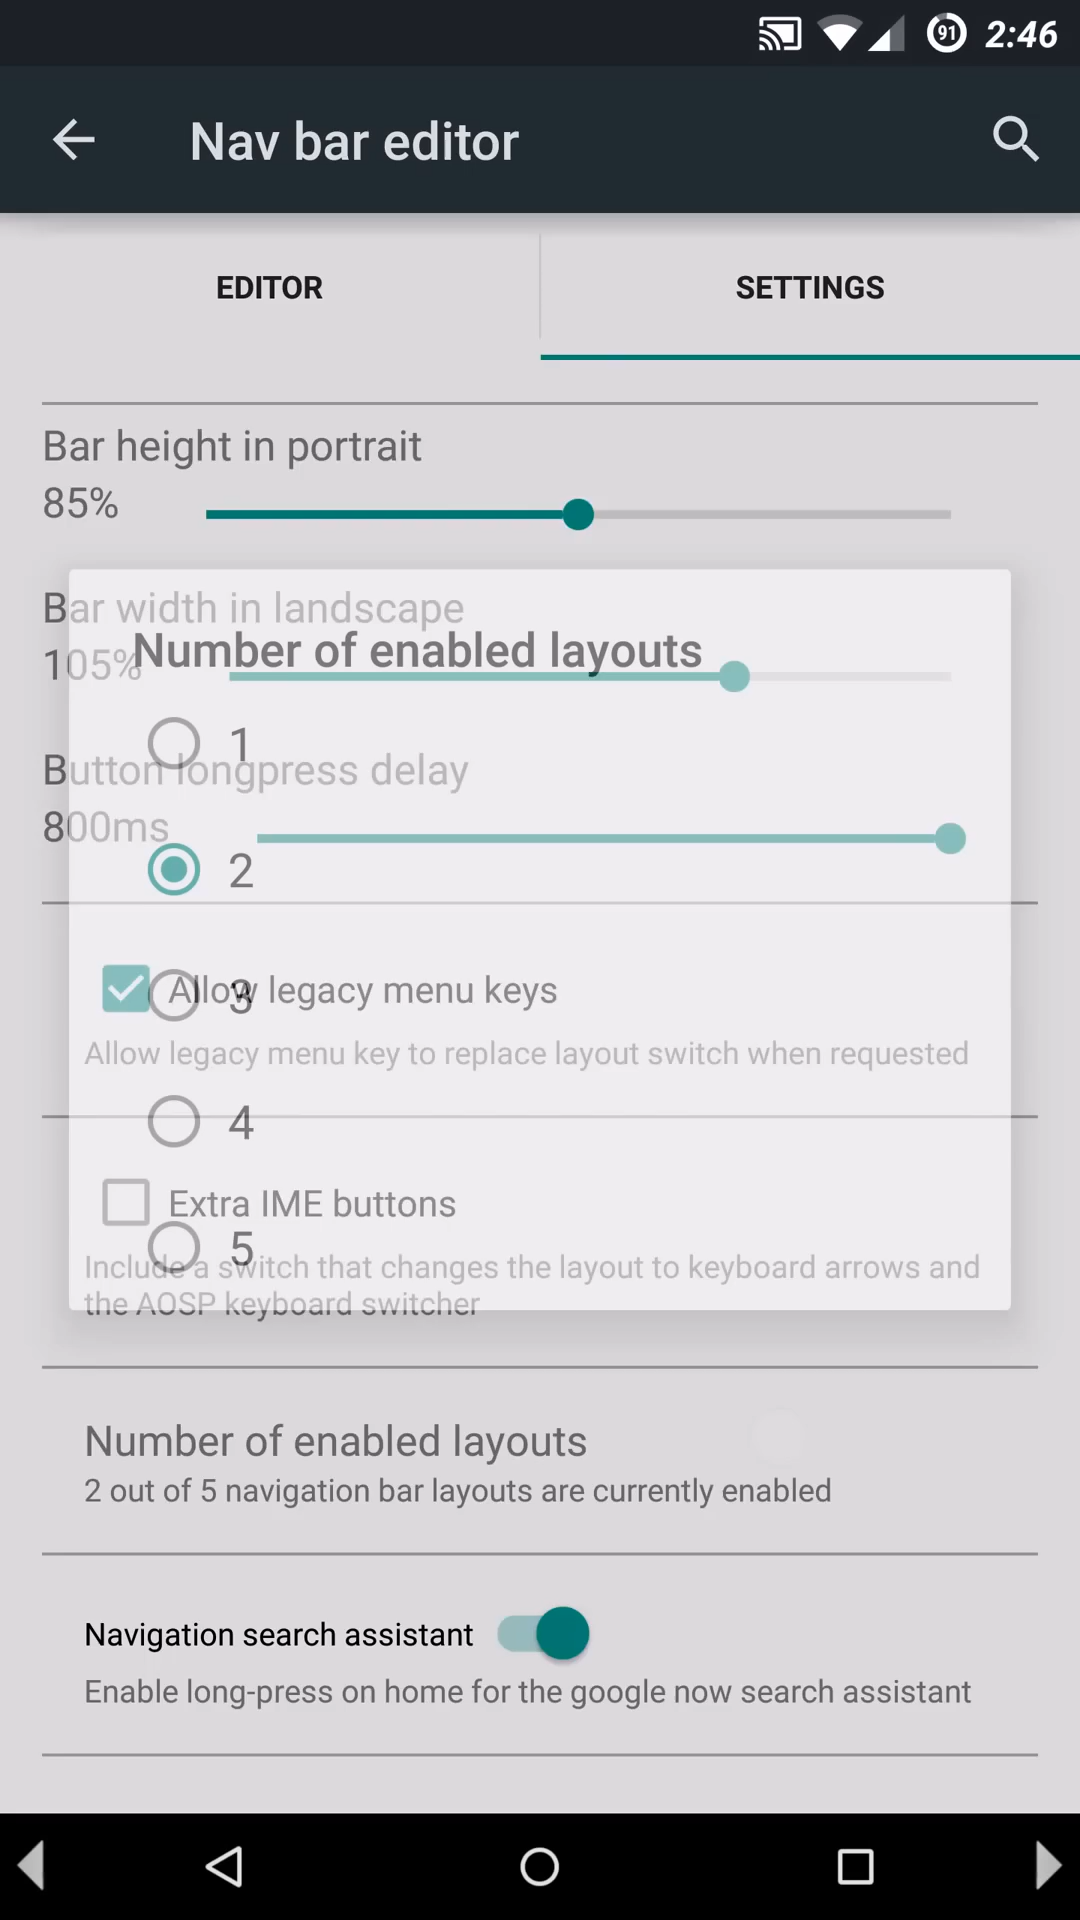 91 2:46
Nav bar editor
EDITOR SETTINGS
Bar height in portrait
85%
Bar width in landscape
Number of enabled layouts
105%
1
Button longpress delay
800ms
2
Allow legacy menu keys
3
Allow legacy menu key to replace layout switch when requested
4
Extra IME buttons
5
Include a switch that changes the layout to keyboard arrows and
the AOSP keyboard switcher
Number of enabled layouts
2 out of 5 navigation bar layouts are currently enabled
Navigation search assistant
Enable long-press on home for the google now search assistant